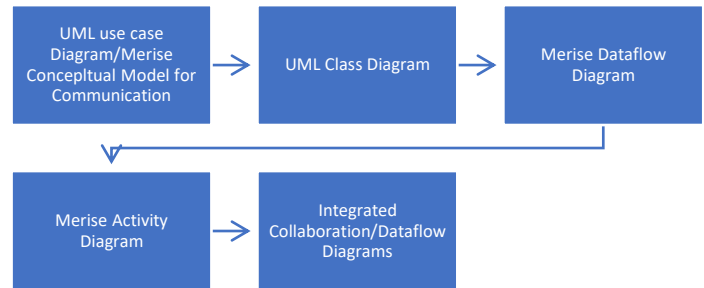 UML use case
Diagram/Merise
Concepltual Model for
Communication
UML Class Diagram
Merise Dataflow
Diagram
Merise Activity
Diagram
Integrated
Collaboration/Dataflow
Diagrams